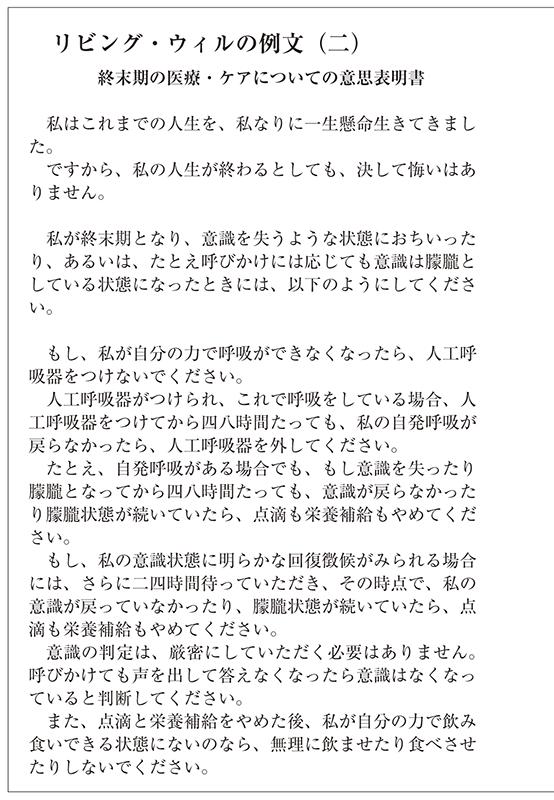 リビング・ウィルの例文（二）
終末期の医療・ケアについての意思表明書
私はこれまでの人生を、私なりに一生懸命生きてきまし
た。
ですから、私の人生が終わるとしても、決して悔いはあ
りません。
私が終末期となり、意識を失うような状態におちいった
り、あるいは、たとえ呼びかけには応じても意識は朦朧と
している状態になったときには、以下のようにしてくださ
い。
もし、私が自分の力で呼吸ができなくなったら、人工呼
吸器をつけないでください。
人工呼吸器がつけられ、これで呼吸をしている場合、人
工呼吸器をつけてから四八時間たっても、私の自発呼吸が
戻らなかったら、人工呼吸器を外してください。
たとえ、自発呼吸がある場合でも、もし意識を失ったり
朦朧となってから四八時間たっても、意識が戻らなかった
り朦朧状態が続いていたら、点滴も栄養補給もやめてくだ
さい。
もし、私の意識状態に明らかな回復徴候がみられる場合
には、さらに二四時間待っていただき、その時点で、私の
意識が戻っていなかったり、朦朧状態が続いていたら、点
滴も栄養補給もやめてください。
意識の判定は、厳密にしていただく必要はありません。
呼びかけても声を出して答えなくなったら意識はなくなっ
ていると判断してください。
また、点滴と栄養補給をやめた後、私が自分の力で飲み
食いできる状態にないのなら、無理に飲ませたり食べさせ
たりしないでください。